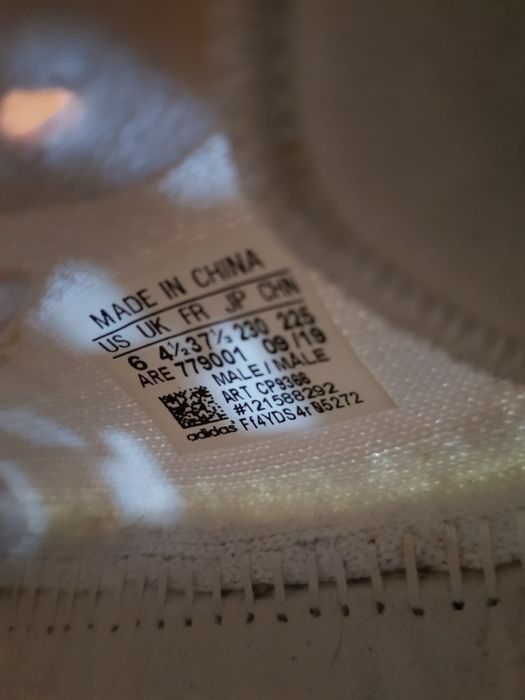 MADE IN CHINA
US UK FR JP CHN
6 4½ 37⅓ 230 225
ARE 779001 09/19
MALE / MALE
ART CP9366
#121588292
Ff4YDS4r05272
adidas